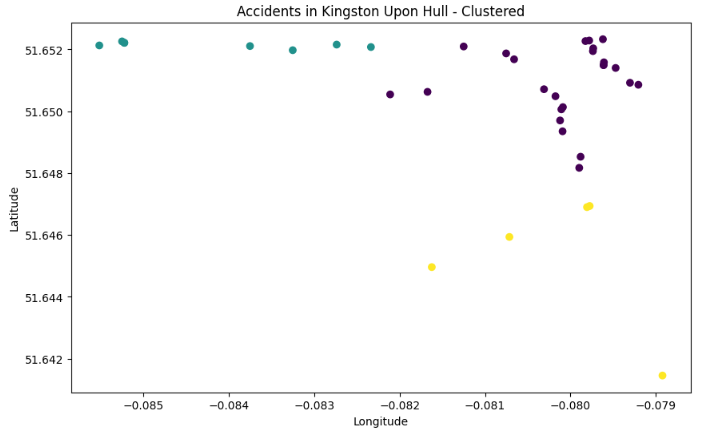 Accidents in Kingston Upon Hull - Clustered
51.652
51.650
51.648
51.646
51.644
51.642
Latitude
−0.085 −0.084 −0.083 −0.082 −0.081 −0.080 −0.079
Longitude